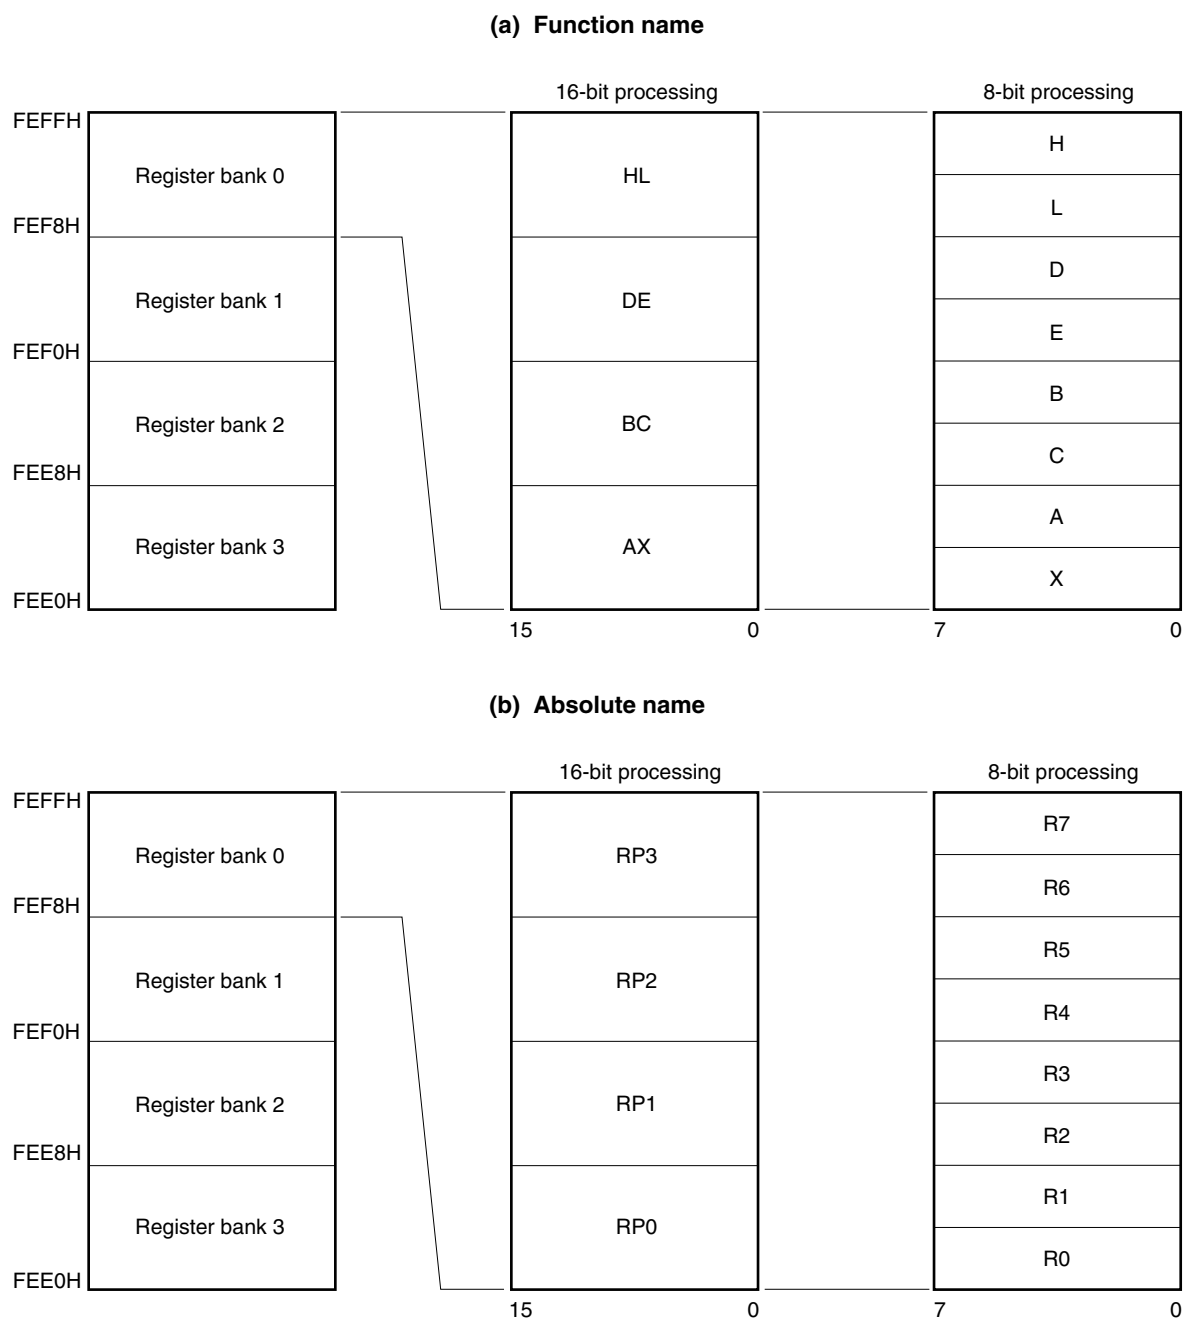 (a) Function name
16-bit processing 8-bit processing
FEFFH
H
Register bank 0 HL
L
FEF8H
D
Register bank 1 DE
E
FEF0H
B
Register bank 2 BC
C
FEE8H
A
Register bank 3 AX
X
FEE0H
15 0 7 0
(b) Absolute name
16-bit processing 8-bit processing
FEFFH
R7
Register bank 0 RP3
R6
FEF8H
R5
Register bank 1 RP2
R4
FEF0H
R3
Register bank 2 RP1
R2
FEE8H
R1
Register bank 3 RP0
R0
FEE0H
15 0 7 0